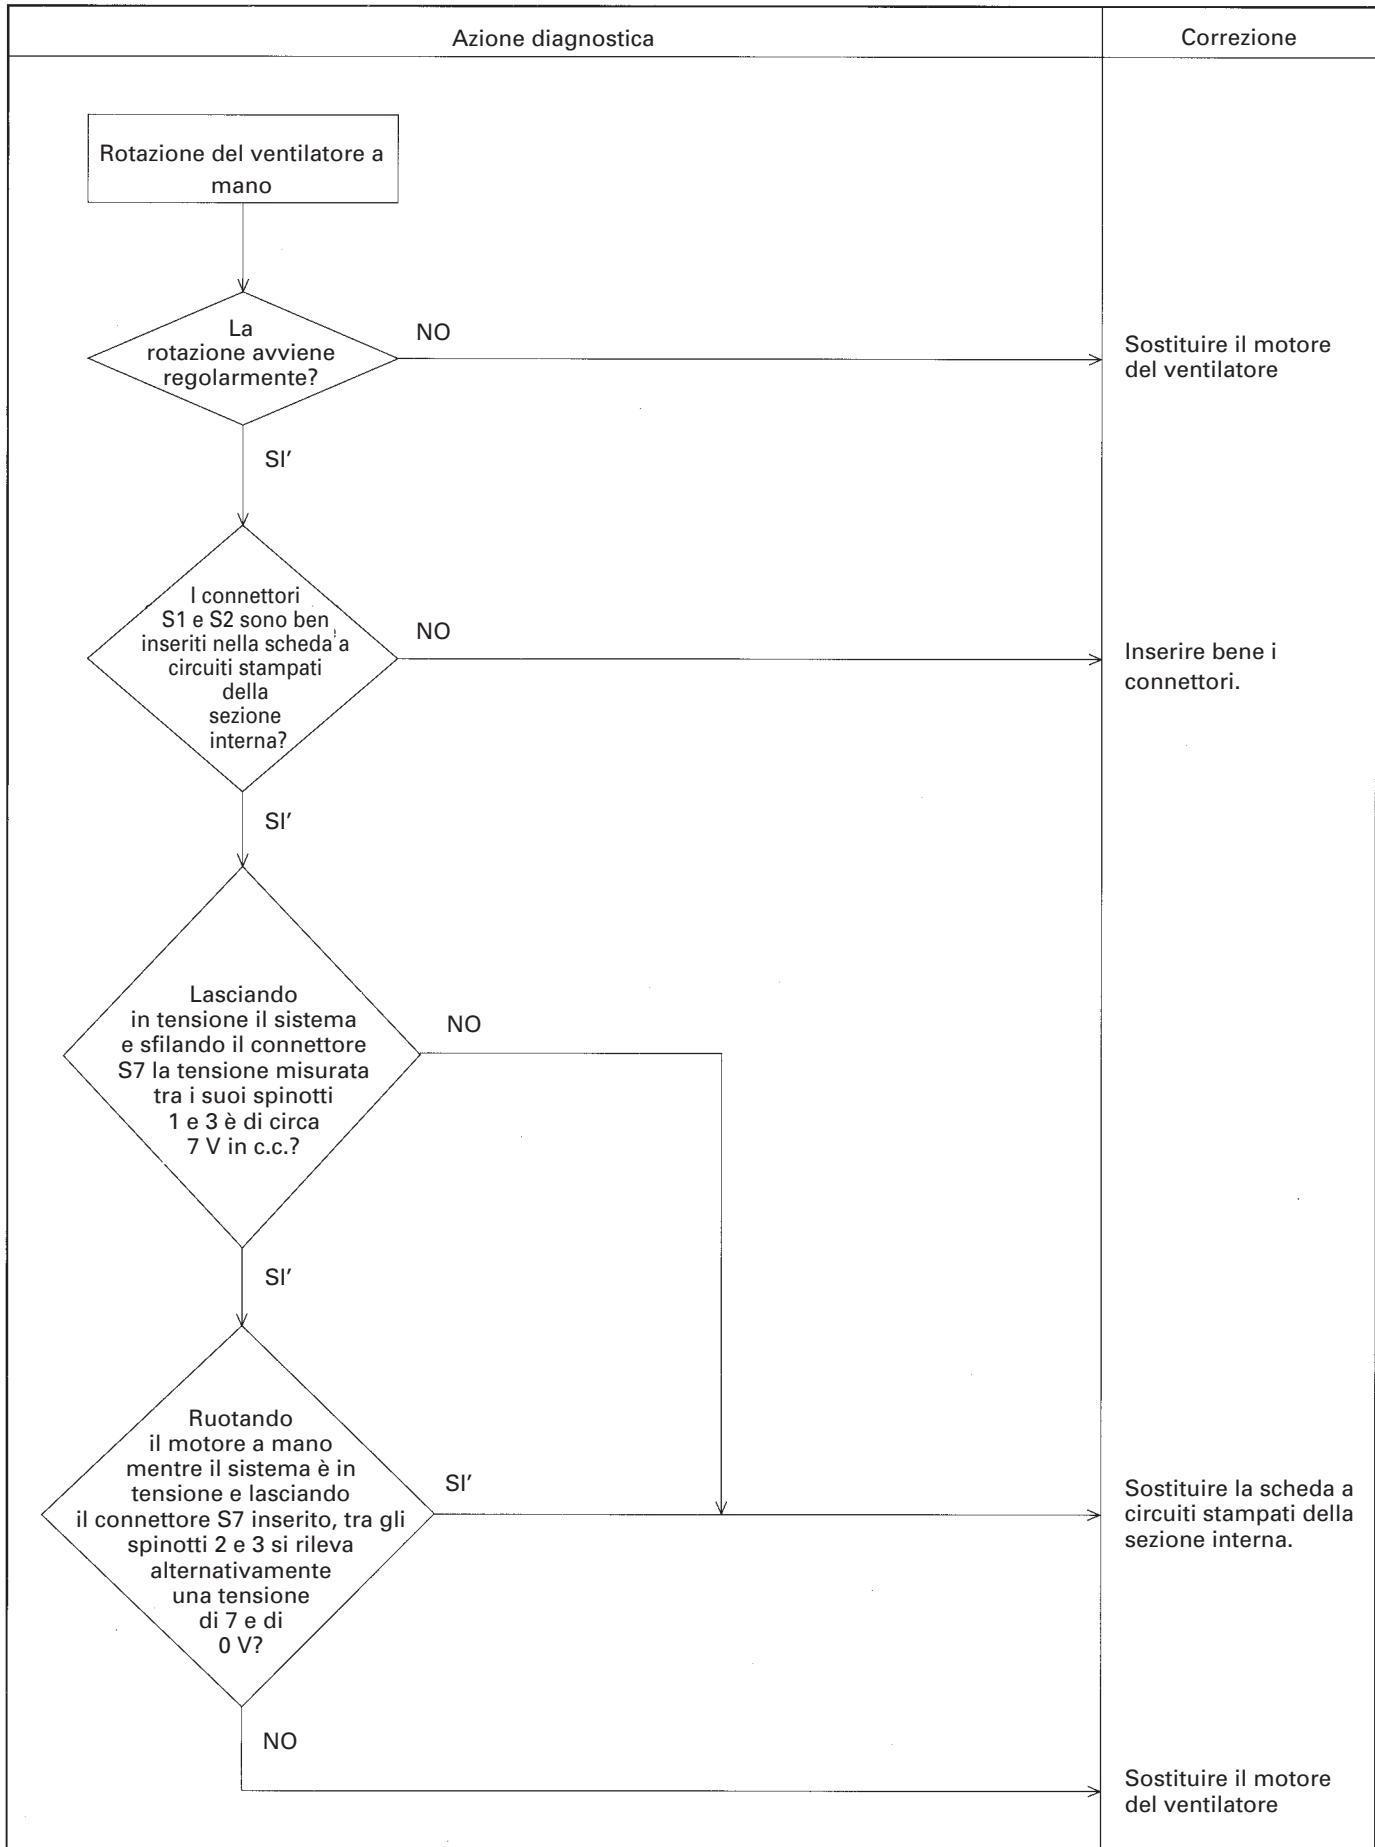 Azione diagnostica
Correzione
Rotazione del ventilatore a
mano
La
rotazione avviene
regolarmente?
NO
Sostituire il motore
del ventilatore
SI'
I connettori
S1 e S2 sono ben
inseriti nella scheda a
circuiti stampati
della
sezione
interna?
NO
Inserire bene i
connettori.
SI'
Lasciando
in tensione il sistema
e sfilando il connettore
S7 la tensione misurata
tra i suoi spinotti
1 e 3 è di circa
7 V in c.c.?
NO
SI'
Ruotando
il motore a mano
mentre il sistema è in
tensione e lasciando
il connettore S7 inserito, tra gli
spinotti 2 e 3 si rileva
alternativamente
una tensione
di 7 e di
0 V?
SI'
Sostituire la scheda a
circuiti stampati della
sezione interna.
NO
Sostituire il motore
del ventilatore